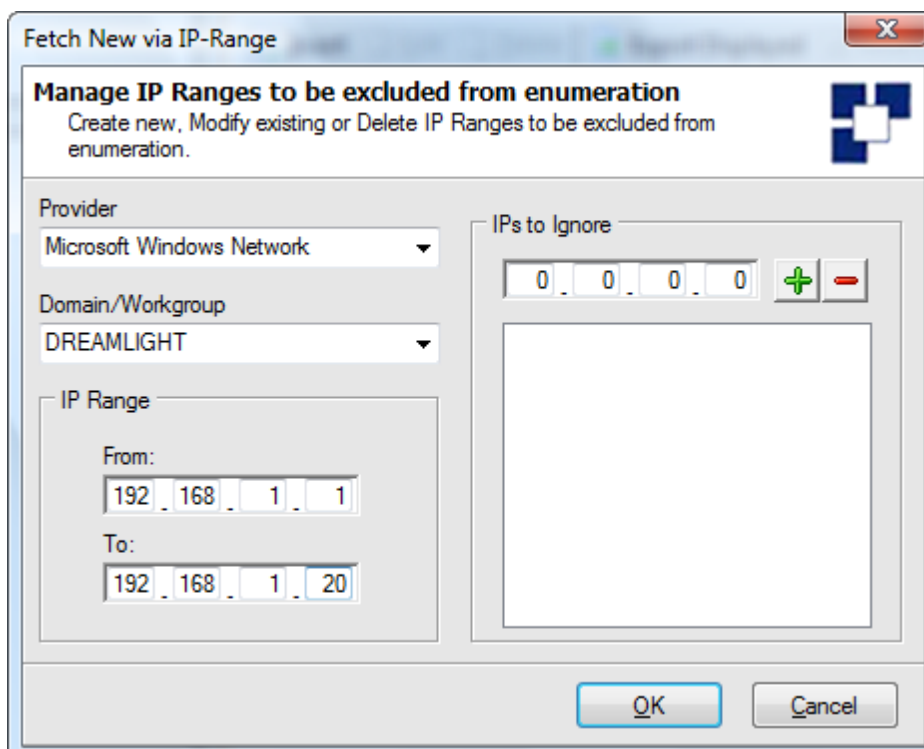 Fetch New via IP-Range
Manage IP Ranges to be excluded from enumeration
Create new, Modify existing or Delete IP Ranges to be excluded from
enumeration.
Provider
Microsoft Windows Network
Domain/Workgroup
DREAMLIGHT
IP Range
From:
192 . 168 . 1 . 1
To:
192 . 168 . 1 . 20
IPs to Ignore
0 . 0 . 0 . 0
OK
Cancel